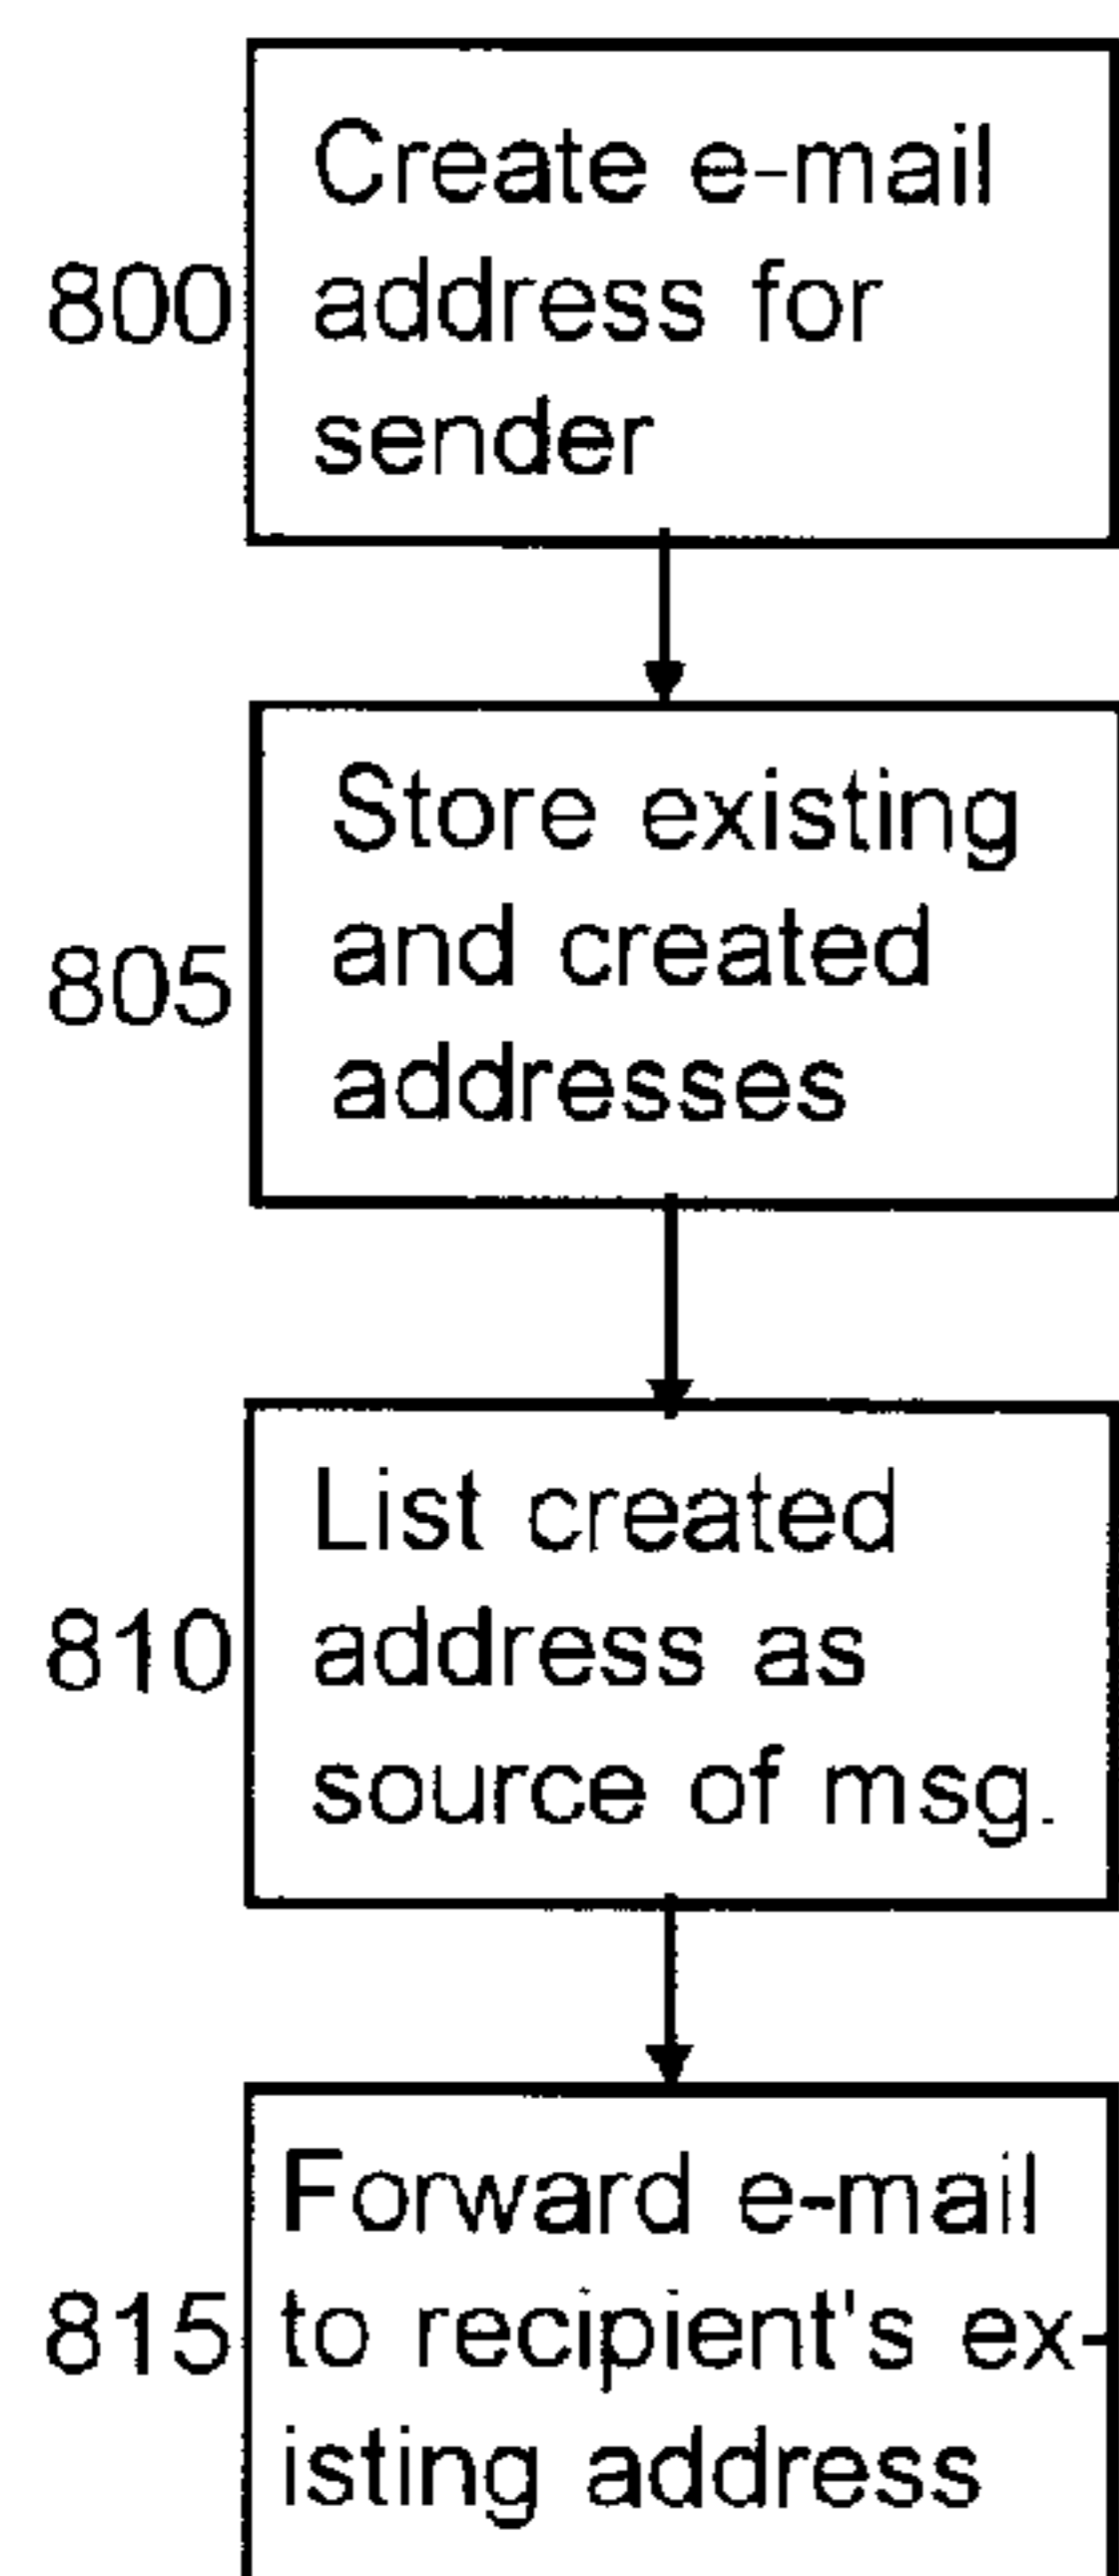 Create e-mail
800
address for
sender
Store existing
and created
805
addresses
List created
810
address as
source of msg.
Forward e-mail
815
to recipient's ex-
isting address